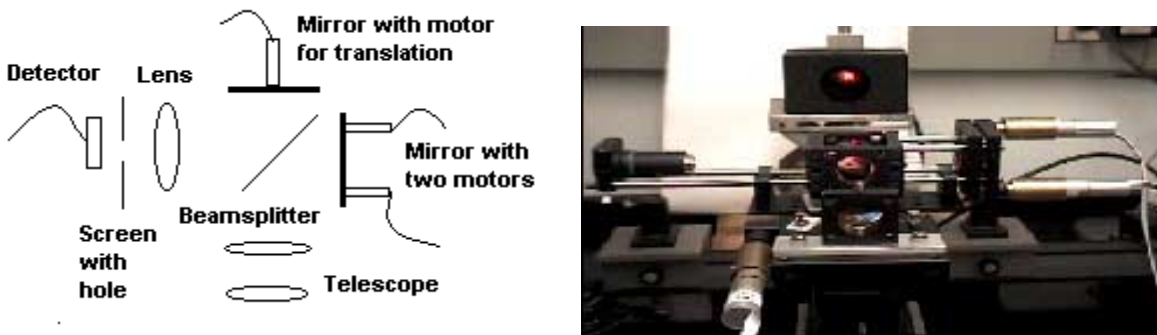 Mirror with motor
for translation
Detector
Lens
Mirror with
two motors
Beamsplitter
Screen
with
hole
Telescope